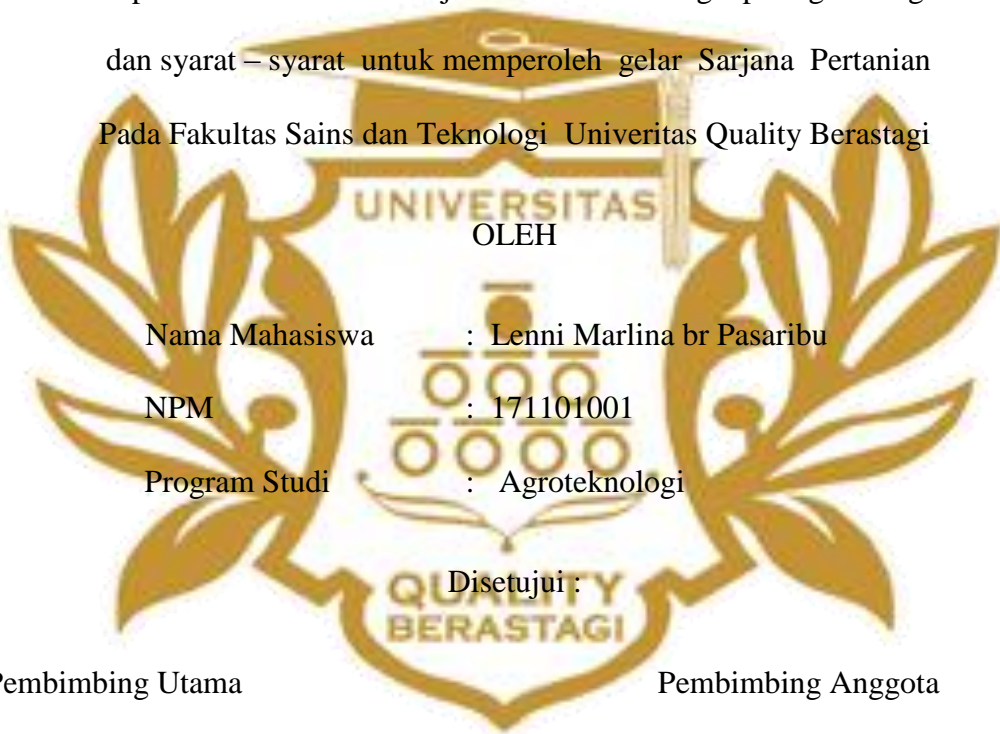 dan syarat – syarat untuk memperoleh gelar Sarjana Pertanian
Pada Fakultas Sains dan Teknologi Univeritas Quality Berastagi
UNIVERSITAS
OLEH
Nama Mahasiswa : Lenni Marlina br Pasaribu
NPM : 171101001
Program Studi : Agroteknologi
Disetujui :
QUALITY
BERASTAGI
Pembimbing Utama Pembimbing Anggota